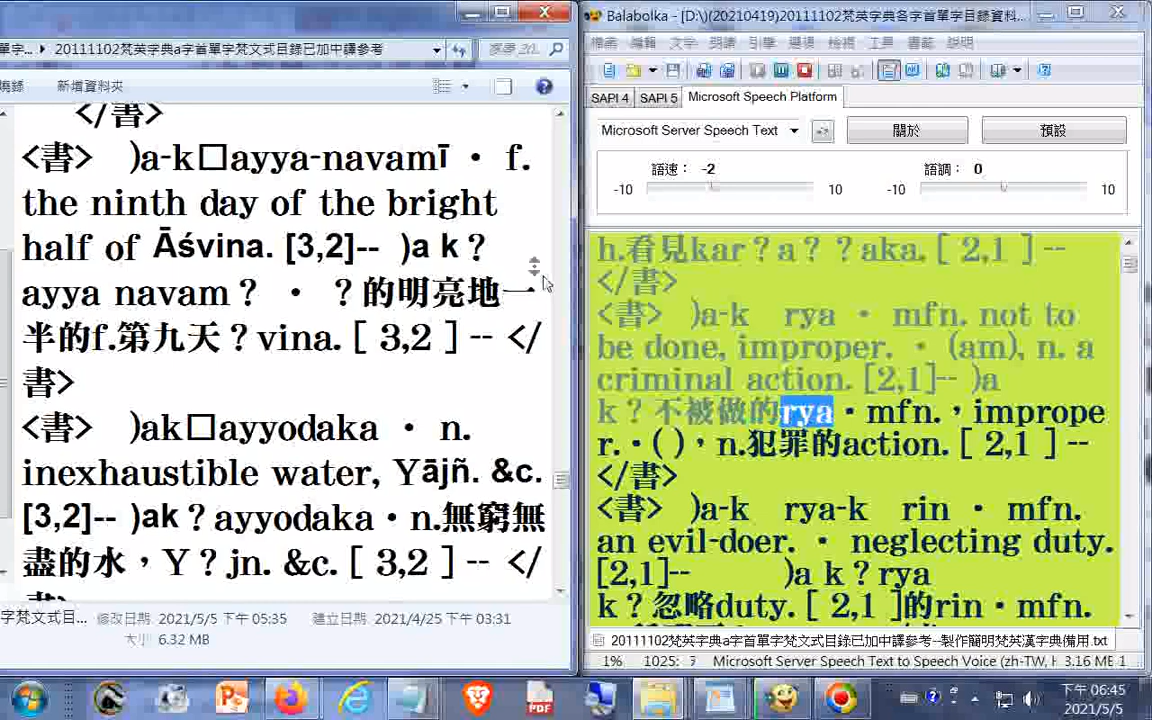 20111102梵英字典a字首單字梵文式目錄已加中譯參考
新增資料夾
</書>
<書> )a-k□ayya-navamī • f.
the ninth day of the bright
half of Āśvina. [3,2]-- )a k？
ayya navam？ • ？的明亮地一
半的f.第九天？vina. [ 3,2 ] -- </
書>
<書> )ak□ayyodaka • n.
inexhaustible water, Yājñ. &c.
[3,2]-- )ak？ayyodaka • n.無窮無
盡的水，Y？jn. &c. [ 3,2 ] -- </
修改日期: 2021/5/5 下午 05:35
建立日期: 2021/4/25 下午 03:31
大小: 6.32 MB
Balabolka - [D:\)(20210419)20111102梵英字典各字首單字目錄資料...
SAPI 4 SAPI 5 Microsoft Speech Platform
Microsoft Server Speech Text
關於
預設
語速： -2
語調： 0
-10 10 -10 10
h.看見kar？a？？aka. [ 2,1 ] --
</書>
<書> )a-k rya • mfn. not to
be done, improper. • (am), n. a
criminal action. [2,1]-- )a
k？不被做的rya • mfn.，imprope
r. • ( )，n.犯罪的action. [ 2,1 ] --
</書>
<書> )a-k rya-k rin • mfn.
an evil-doer. • neglecting duty.
[2,1]-- )a k？rya
k？忽略duty. [ 2,1 ]的rin • mfn.
20111102梵英字典a字首單字梵文式目錄已加中譯參考--製作簡明梵英漢字典備用.txt
1% Microsoft Server Speech Text to Speech Voice (zh-TW, 3.16 ME 1
PDF
下午 06:45
2021/5/5